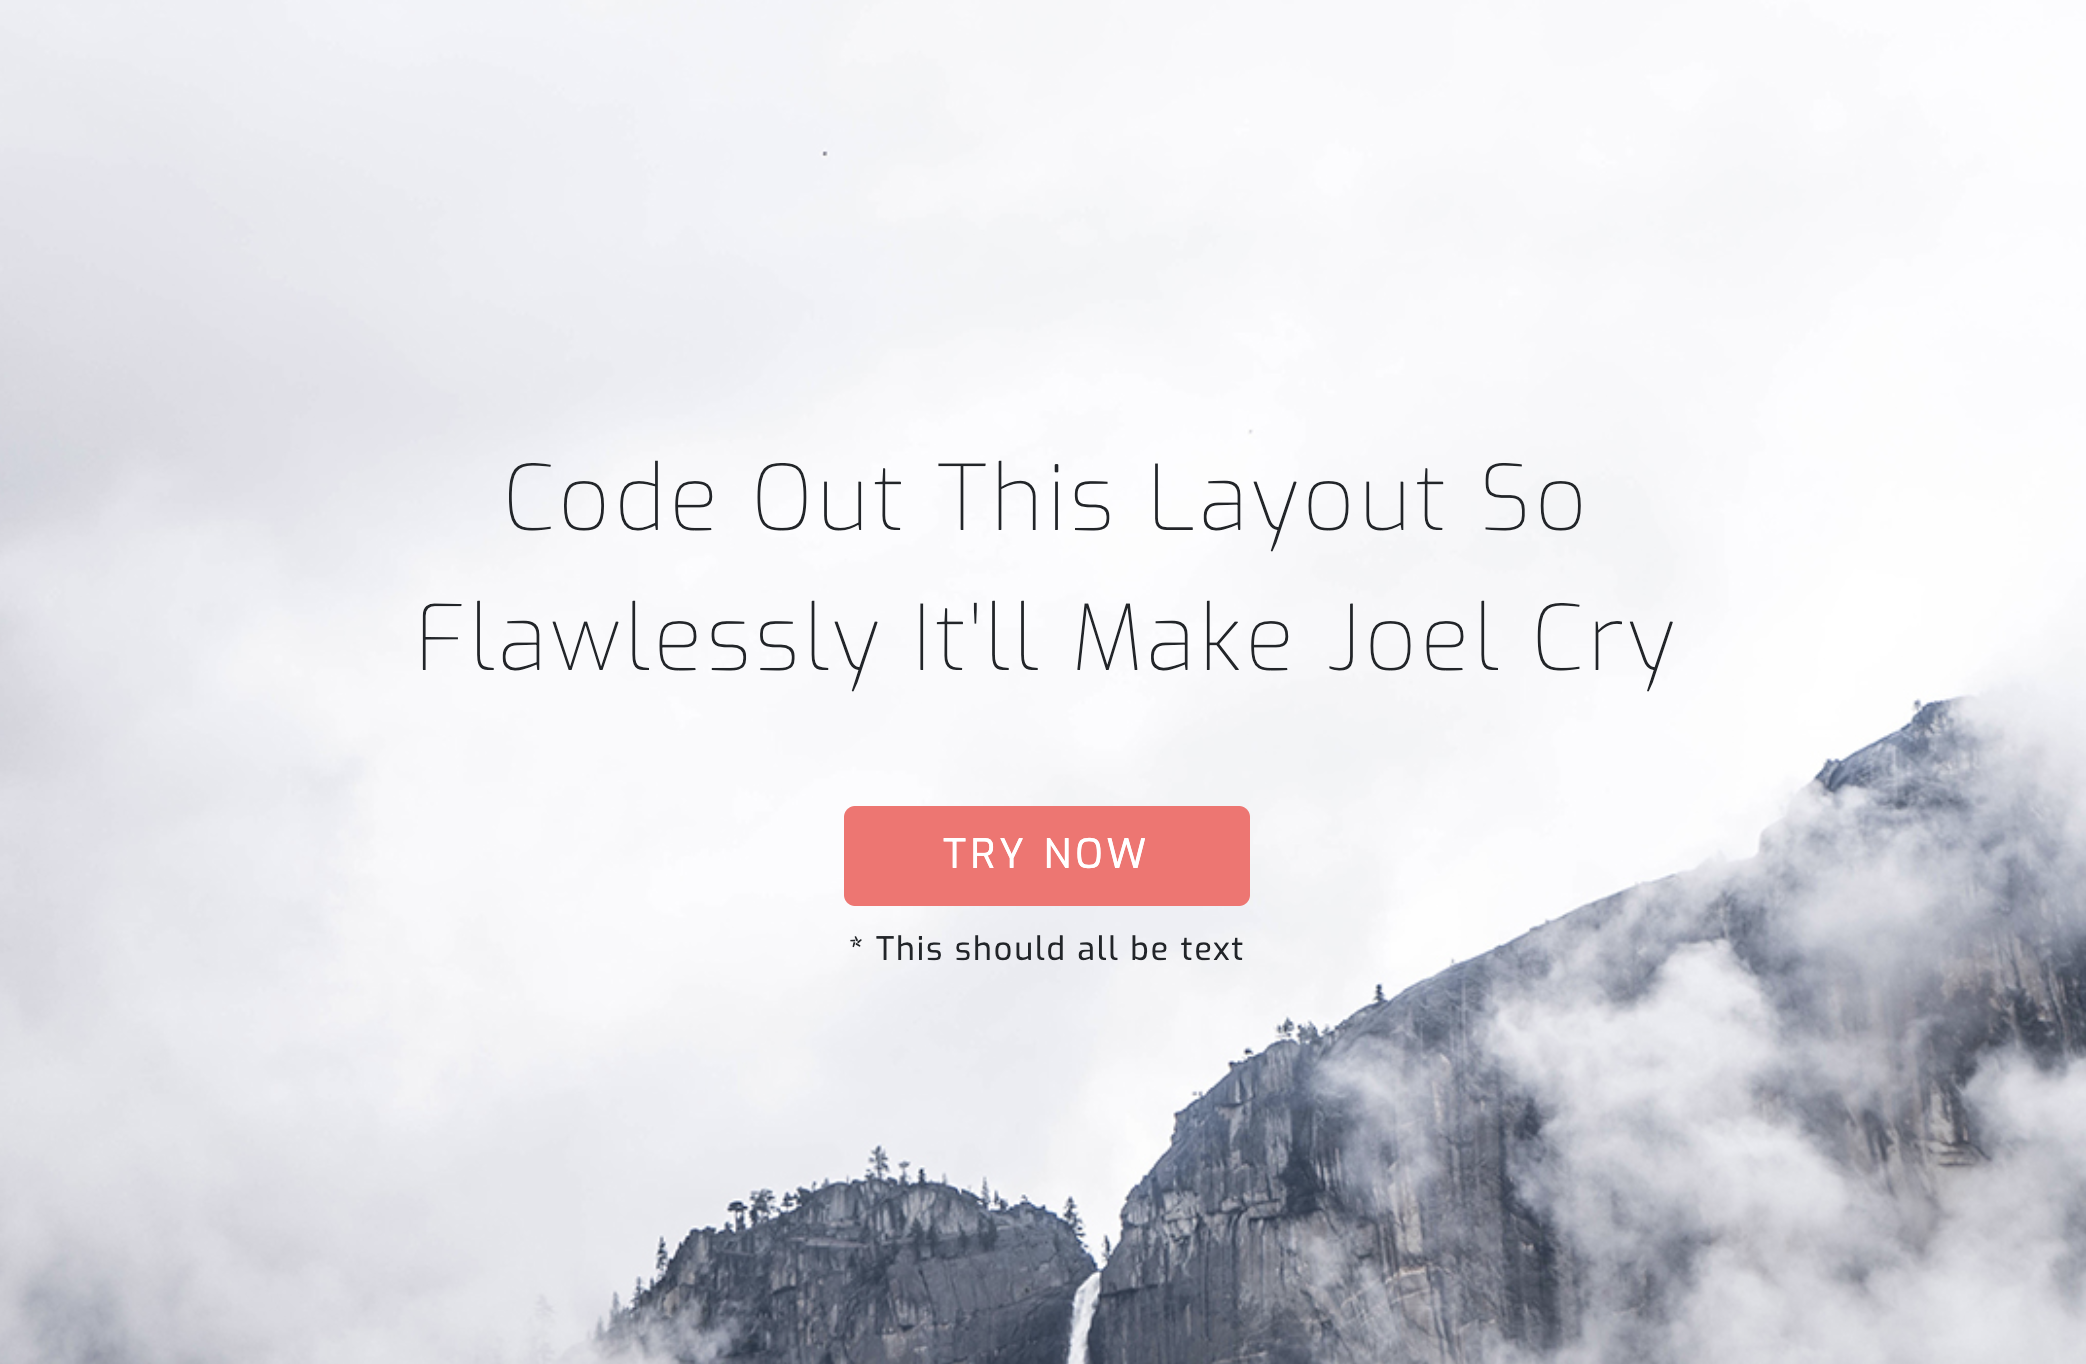 Code Out This Layout So
Flawlessly It'll Make Joel Cry
TRY NOW
* This should all be text